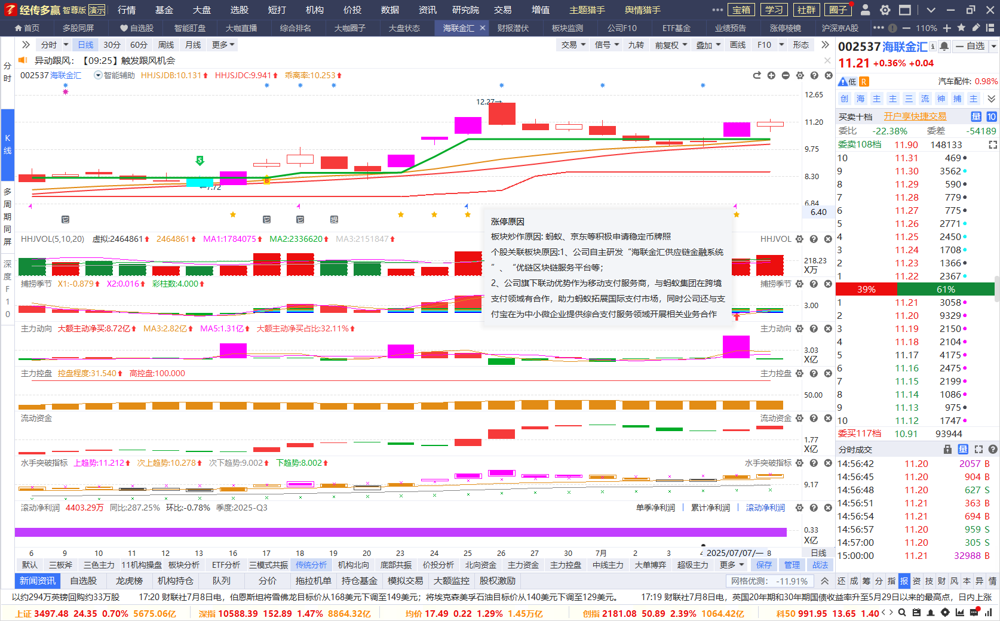 经传多赢 智尊版 演示 行情 基金 大盘 选股 短打 机构 价投 数据 资讯 研究院 交易 增值 主题猎手 舆情猎手 宝箱 学习 社群 圈子
首页 多股同屏 自选股 智能盯盘 大咖直播 综合排名 大咖圈子 大盘状态 海联金汇 财报潜伏 板块监测 公司F10 ETF基金 业绩预告 涨停棱镜 沪深京A股 110%
分时 日线 30分 60分 周线 月线 更多 交易 信号 九转 前复权 叠加 画线 F10 形态
异动跟风：【09:25】触发跟风机会
002537 海联金汇 智能辅助 HHJSJDB:10.131 HHJSJDC:9.941 乖离率:10.253
分时
K线
多周期同屏
深度F10
12.65
11.20
9.75
8.30
6.84
6.40
12.27→
S
←7.72
B
它 它 它 提
涨停原因
板块炒作原因: 蚂蚁、京东等积极申请稳定币牌照
个股关联板块原因:1、公司自主研发“海联金汇供应链金融系统
”、“优链区块链服务平台等；
2、公司旗下联动优势作为移动支付服务商，与蚂蚁集团在跨境
支付领域有合作，助力蚂蚁拓展国际支付市场，同时公司还与支
付宝在为中小微企业提供综合支付服务领域开展相关业务合作
HHJVOL(5,10,20) 虚拟:2464861 2464861 MA1:1784075 MA2:2336620 MA3:2151847 HHJVOL
218.23
X万
捕捞季节 X1:-0.879 X2:0.016 彩柱数:4.000 捕捞季节
3.00
主力动向 大额主动净买:8.72亿 MA3:2.82亿 MA5:1.31亿 大额主动净买占比:32.11% 主力动向
3.03
X亿
主力控盘 控盘程度:31.540 高控盘:100.000 主力控盘
50.00
流动资金 流动资金
1.77
X亿
水手突破指标 上趋势:11.212 次上趋势:10.278 次下趋势:9.002 下趋势:8.002 水手突破指标
9.17
滚动净利润 4403.29万 同比:287.25% 环比:-0.78% 季度:2025-Q3 单季净利润 累计净利润 滚动净利润
0.33
X亿
6 9 10 11 12 13 16 17 18 19 20 23 24 25 26 27 30 7月 2 3 4 2025/07/07/一 8 日线
默认 三板斧 三色主力 11机构操盘 板块分析 ETF分析 三模式共振 传统分析 机构北向 底部共振 价投分析 北向资金 主力资金 主力控盘 中线主力 大单博弈 超级主力 更多 保存 管理 战法
新闻资讯 自选股 龙虎榜 机构持仓 队列 分价 拖拉机单 持仓基金 模拟交易 大额监控 股权激励 网格优测: -11.91%
002537 海联金汇 自选
11.21 +0.36% +0.04
低 R 汽车配件: 0.98%
创 海 主 主 三 流 神 捕 主
买卖十档 开户享快捷交易 量 10
委比 -22.38% 委差 -54189
委卖108档 11.90 148133
10 11.31 469
9 11.30 3562
8 11.29 590
7 11.28 779
6 11.27 775
5 11.26 2771
4 11.25 2450
3 11.24 1708
2 11.23 1366
1 11.22 2367
39% 61%
1 11.21 3058
2 11.20 9329
3 11.19 2150
4 11.18 2104
5 11.17 4175
6 11.16 2475
7 11.15 2199
8 11.14 1086
9 11.13 975
10 11.12 1747
委买117档 10.91 93944
分时成交 量
14:56:42 11.20 2057 B
14:56:45 11.20 904 B
14:56:48 11.20 627 S
14:56:51 11.21 363 B
14:56:54 11.21 694 B
14:56:57 11.20 959 S
14:57:00 11.20 305 S
15:00:00 11.21 32988 B
还 成 筹 分 指 报 资 技 财 风 本 异 情
以约294万英镑回购约33万股 17:20 财联社7月8日电，伯恩斯坦将雪佛龙目标价从168美元下调至149美元；将埃克森美孚石油目标价从140美元下调至129美元。 17:19 财联社7月8日电，英国20年期和30年期国债收益率升至5月29日以来的最高点，日内上涨
上证 3497.48 24.35 0.70% 5675.06亿 深指 10588.39 152.89 1.47% 8864.32亿 均价 17.49 0.22 1.29% 1.45万亿 创指 2181.08 50.89 2.39% 1064.42亿 科50 991.95 13.65 1.40